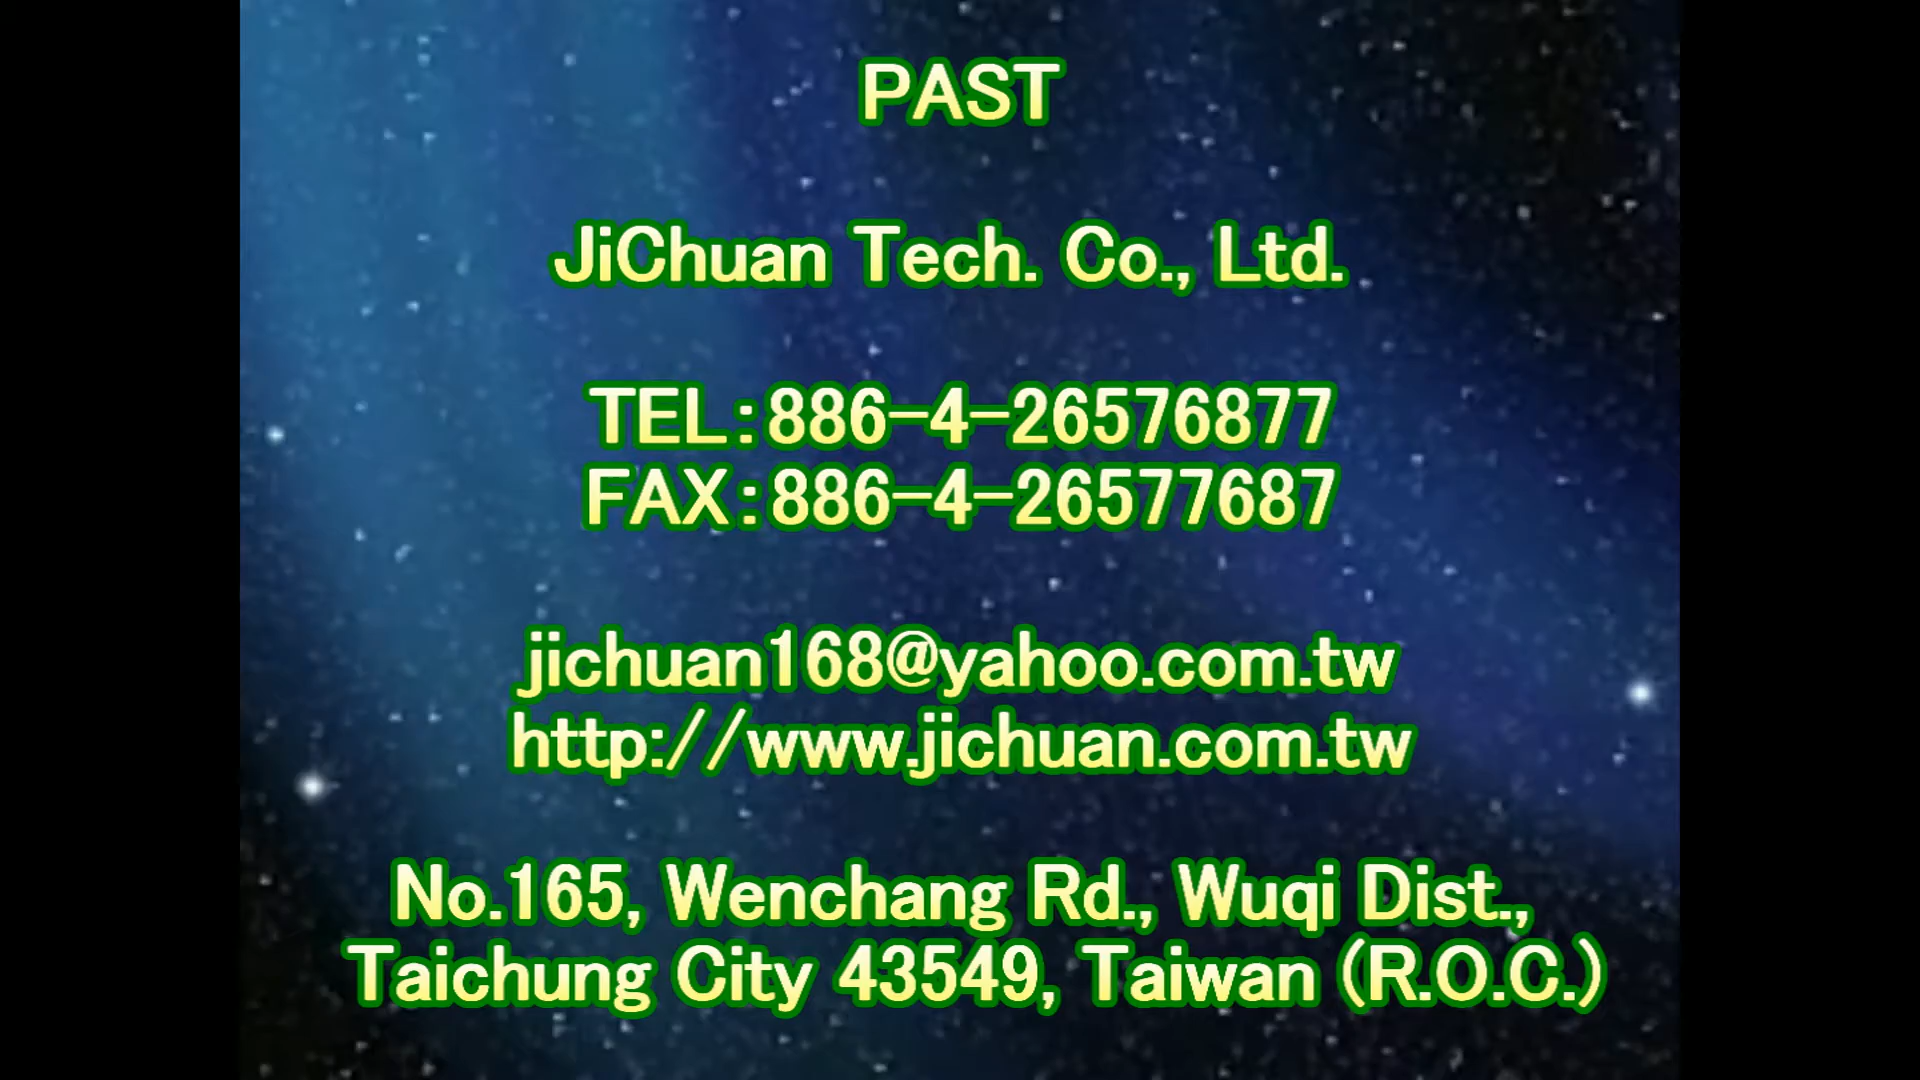 PAST
JiChuan Tech. Co., Ltd.
TEL:886-4-26576877
FAX:886-4-26577687
jichuan168@yahoo.com.tw
http://www.jichuan.com.tw
No.165, Wenchang Rd., Wuqi Dist.,
Taichung City 43549, Taiwan (R.O.C.)